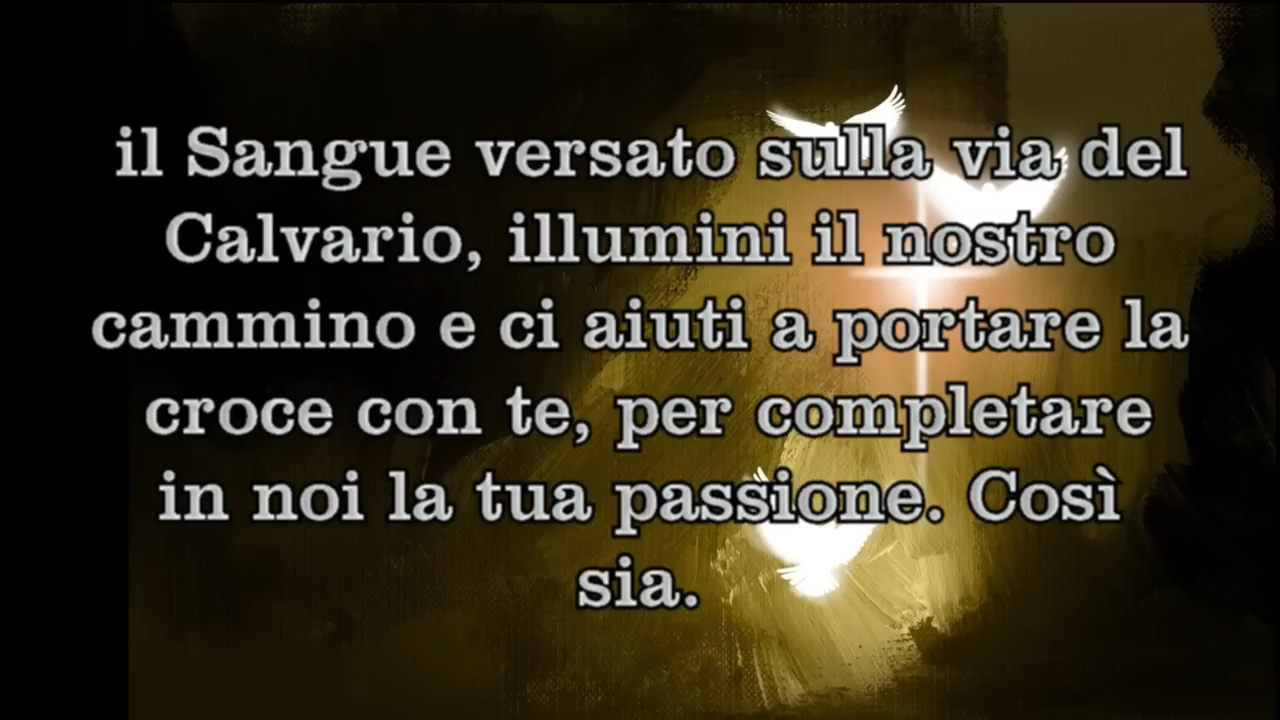 il Sangue versato sulla via del
Calvario, illumini il nostro
cammino e ci aiuti a portare la
croce con te, per completare
in noi la tua passione. Così
sia.